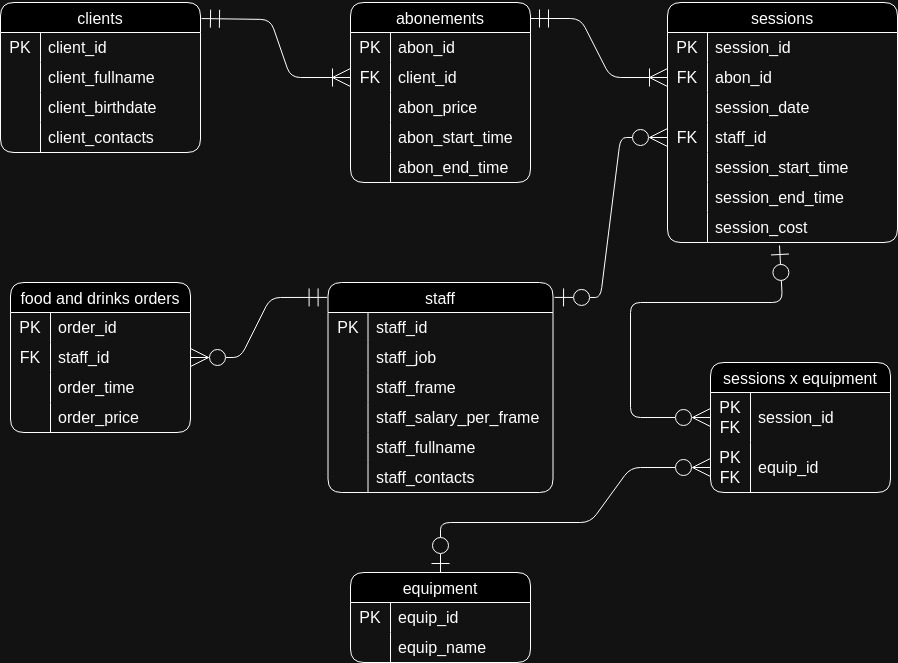 clients
PK client_id
client_fullname
client_birthdate
client_contacts
abonements
PK abon_id
FK client_id
abon_price
abon_start_time
abon_end_time
sessions
PK session_id
FK abon_id
session_date
FK staff_id
session_start_time
session_end_time
session_cost
food and drinks orders
PK order_id
FK staff_id
order_time
order_price
staff
PK staff_id
staff_job
staff_frame
staff_salary_per_frame
staff_fullname
staff_contacts
sessions x equipment
PK
FK
session_id
PK
FK
equip_id
equipment
PK equip_id
equip_name